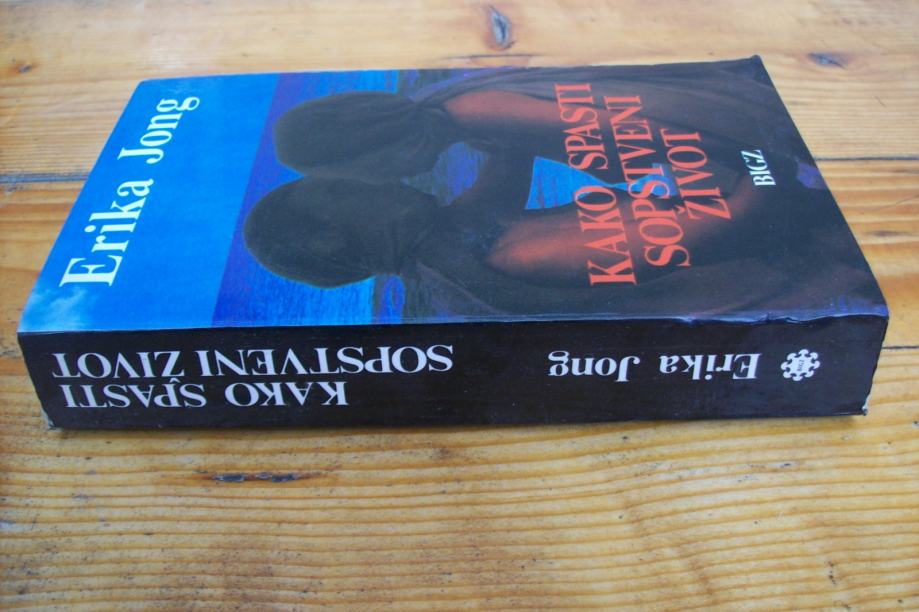 Erika Jong
KAKO SPASTI
SOPSTVENI
ŽIVOT
BIGZ
KAKO SPASTI
SOPSTVENI ŽIVOT
Erika Jong